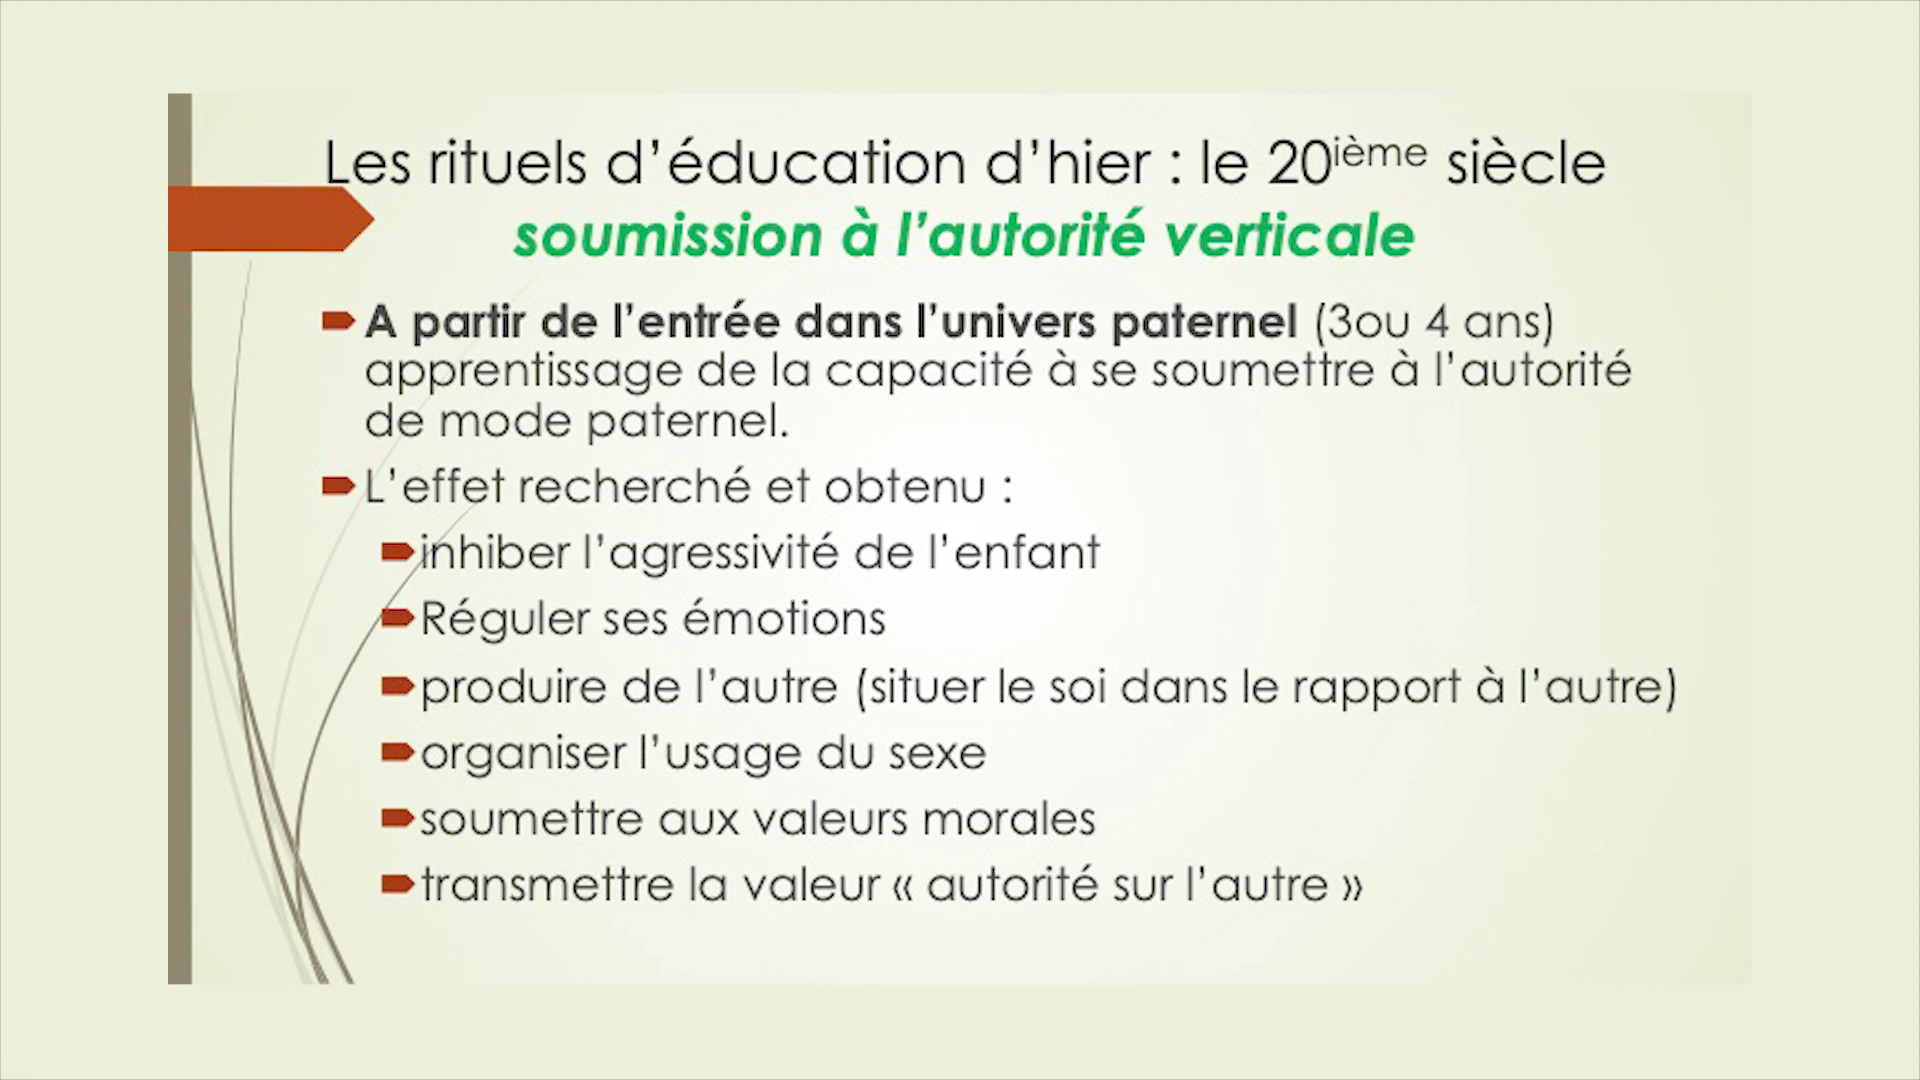 Les rituels d’éducation d’hier : le 20ième siècle
soumission à l’autorité verticale
A partir de l’entrée dans l’univers paternel (3ou 4 ans)
apprentissage de la capacité à se soumettre à l’autorité
de mode paternel.
L’effet recherché et obtenu :
inhiber l’agressivité de l’enfant
Réguler ses émotions
produire de l’autre (situer le soi dans le rapport à l’autre)
organiser l’usage du sexe
soumettre aux valeurs morales
transmettre la valeur « autorité sur l’autre »